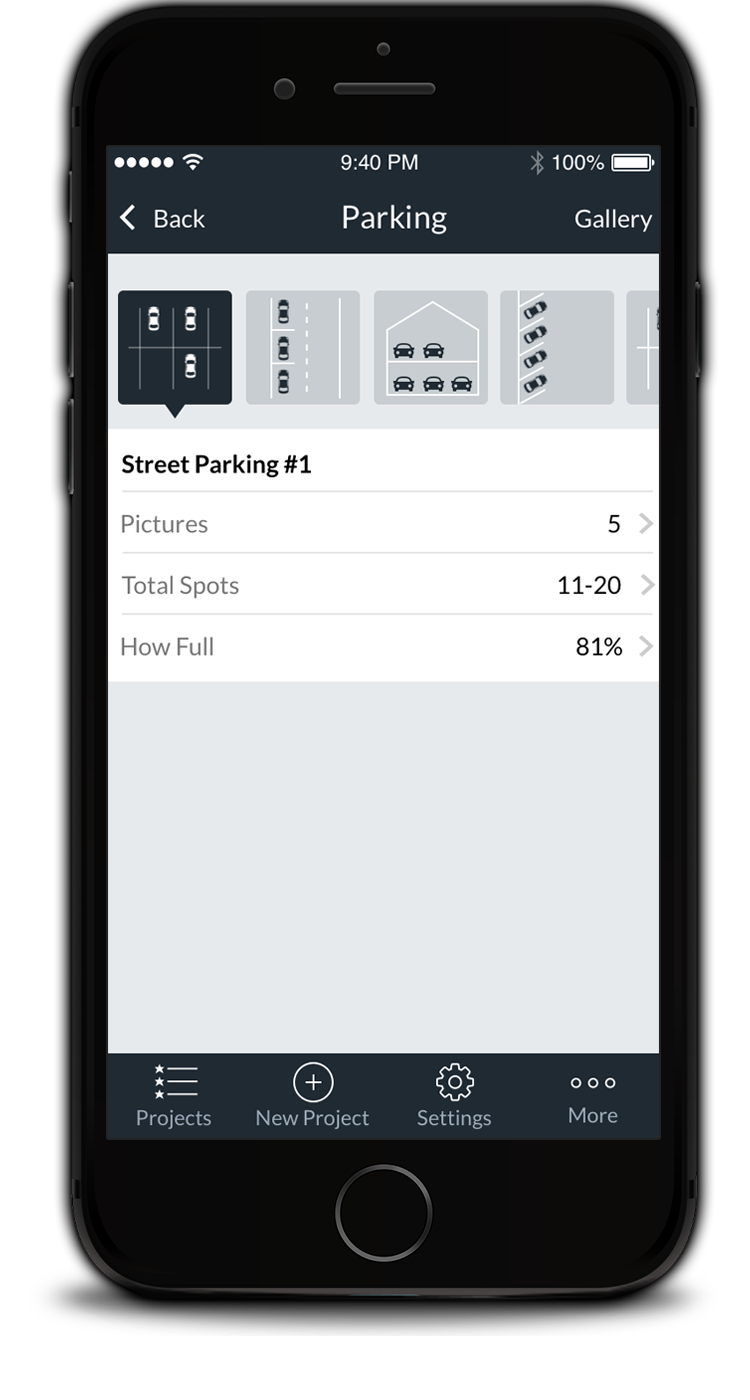 9:40 PM 100%
Back Parking Gallery
Street Parking #1
Pictures 5
Total Spots 11-20
How Full 81%
Projects New Project Settings More